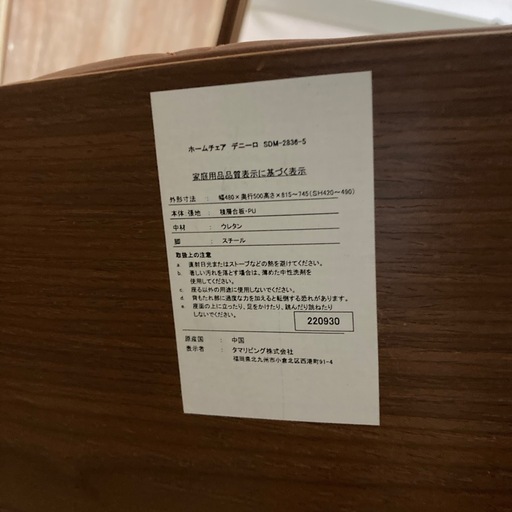 ホームチェア デニーロ SDM-2836-5
家庭用品品質表示に基づく表示
外形寸法 : 幅480×奥行500高さ×815~745(SH420~490)
本体.張地 : 積層合板・PU
中材 : ウレタン
脚 : スチール
取扱上の注意
a 直射日光またはストーブなどの熱を避けてください。
b. 著しい汚れを落とす場合は、薄めた中性洗剤を
使用してください。
c. 座る以外の用途に使用しないでください。
d 背もたれ部に過度な力を加えると転倒する恐れがあります。
e 座面の上に立ったり、足をかけたり、跳んだり跳ねたり
しないでください。
220930
原産国 : 中国
表示者 : タマリビング株式会社
福岡県北九州市小倉北区西港町91-4